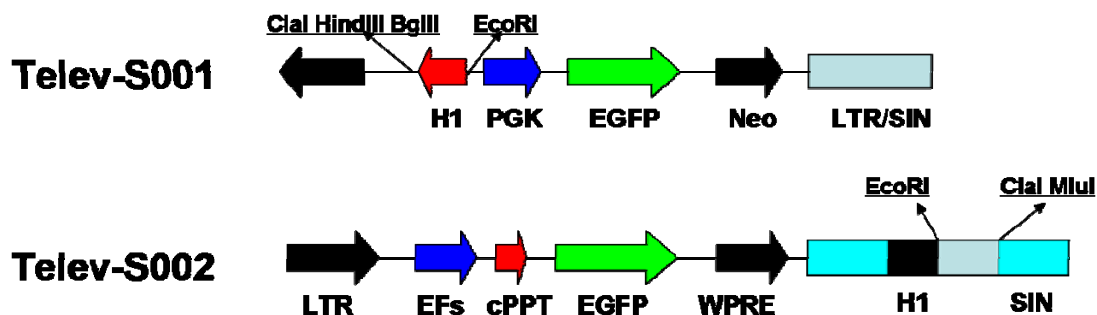 ClaI HindIII BglII EcoRI
Telev-S001
H1 PGK EGFP Neo LTR/SIN
EcoRI ClaI MluI
Telev-S002
LTR EFs cPPT EGFP WPRE H1 SIN